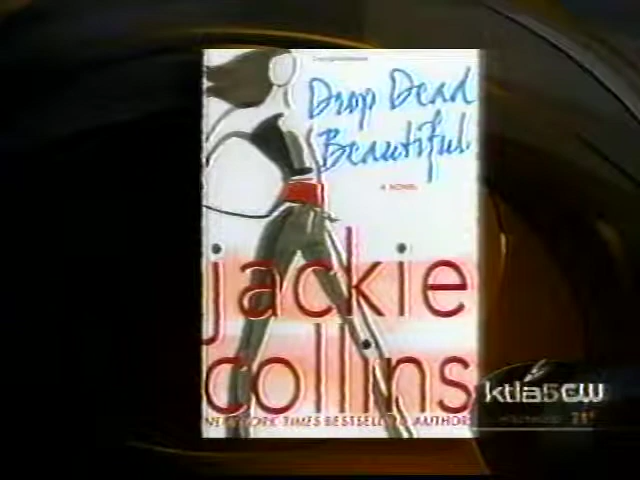 Drop Dead
Beautiful
A NOVEL
jackie
collins
NEW YORK TIMES BESTSELLING AUTHOR
ktla5CW